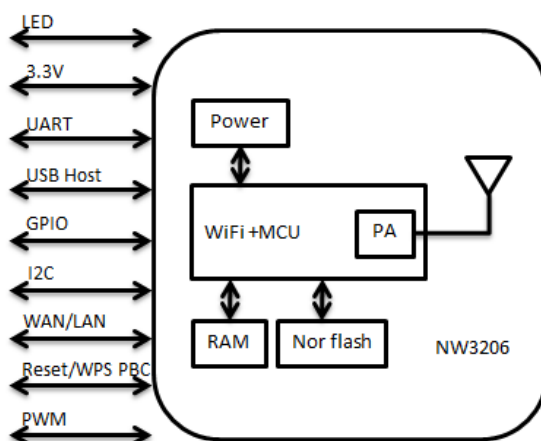 LED
3.3V
UART
USB Host
GPIO
I2C
WAN/LAN
Reset/WPS PBC
PWM
Power
WiFi +MCU
PA
RAM
Nor flash
NW3206